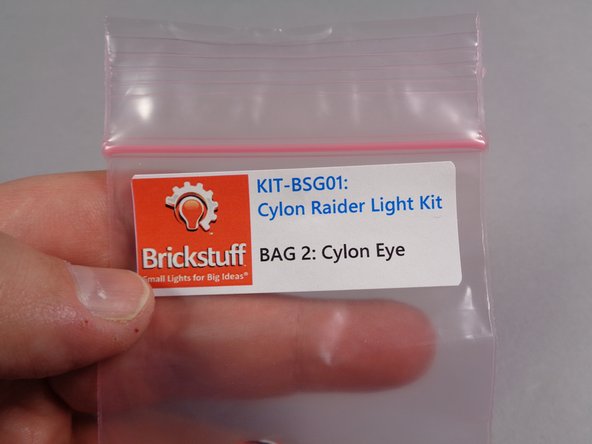 KIT-BSG01:
Cylon Raider Light Kit
BAG 2: Cylon Eye
Brickstuff
Small Lights for Big Ideas®